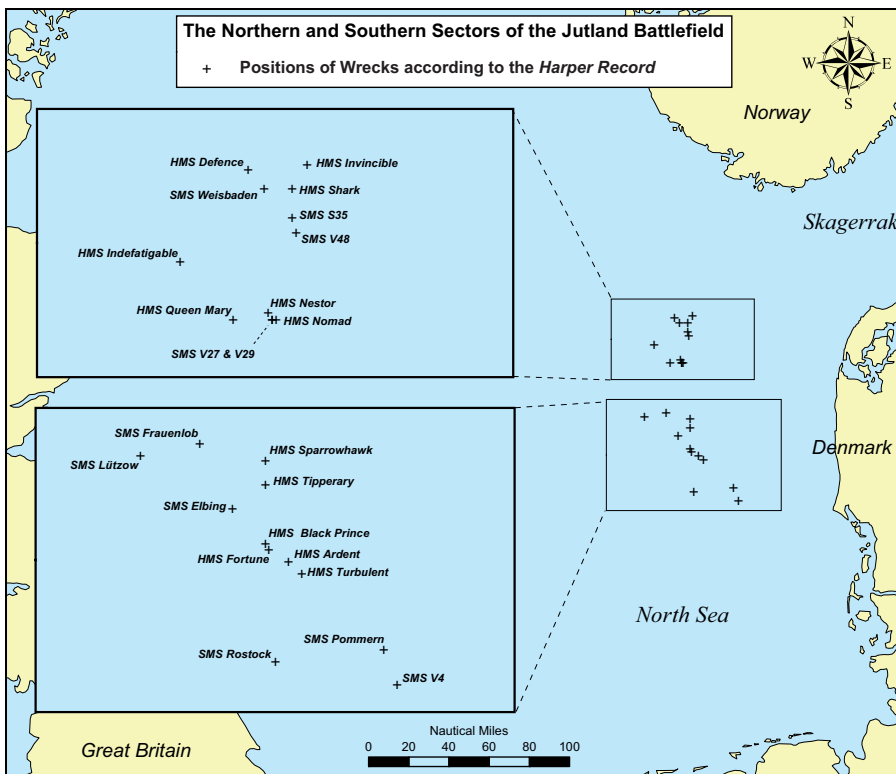 The Northern and Southern Sectors of the Jutland Battlefield
+ Positions of Wrecks according to the Harper Record
N
W E
S
Norway
Skagerrak
HMS Defence
HMS Invincible
SMS Weisbaden
HMS Shark
SMS S35
SMS V48
HMS Indefatigable
HMS Queen Mary
HMS Nestor
HMS Nomad
SMS V27 & V29
SMS Frauenlob
SMS Lützow
HMS Sparrowhawk
HMS Tipperary
SMS Elbing
HMS Black Prince
HMS Fortune
HMS Ardent
HMS Turbulent
SMS Pommern
SMS Rostock
SMS V4
Denmark
North Sea
Great Britain
Nautical Miles
0 20 40 60 80 100